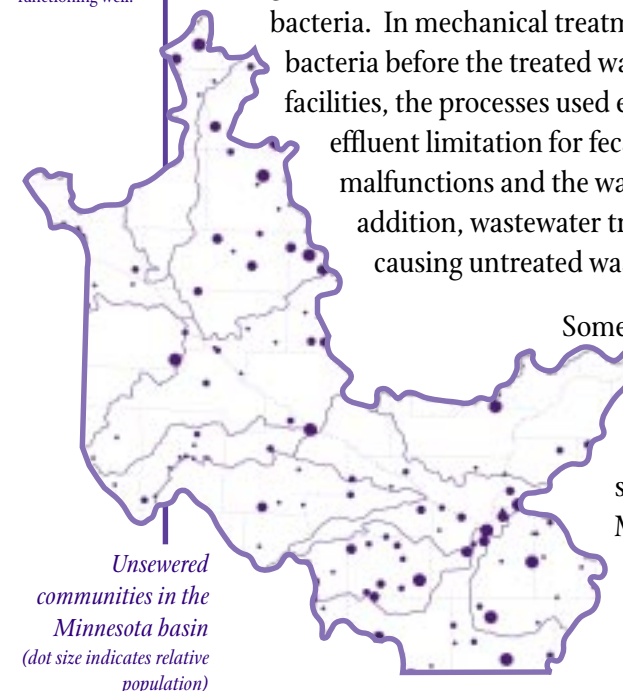 functioning well.
bacteria. In mechanical treatm
bacteria before the treated wa
facilities, the processes used e
effluent limitation for fec
malfunctions and the wa
addition, wastewater tr
causing untreated wa
Some
s
M
Unsewered
communities in the
Minnesota basin
(dot size indicates relative
population)